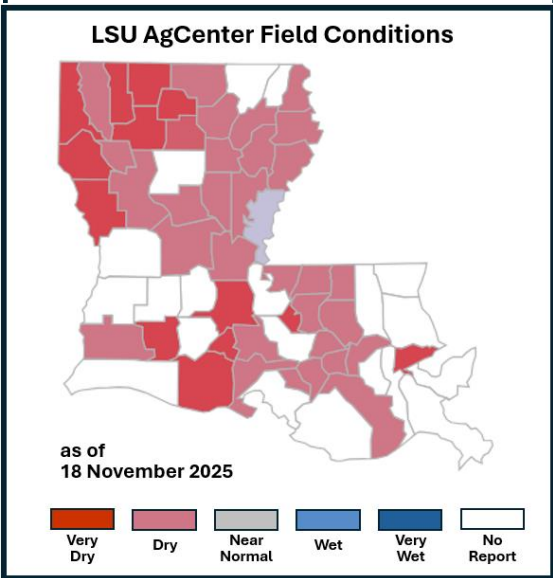 LSU AgCenter Field Conditions
as of
18 November 2025
Very
Dry
Dry
Near
Normal
Wet
Very
Wet
No
Report